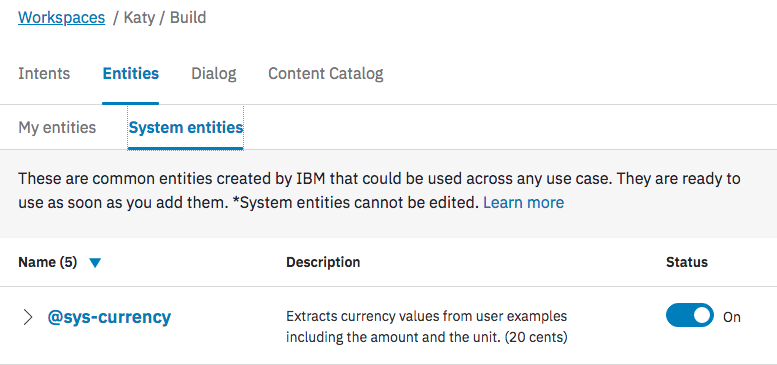 Workspaces / Katy / Build
Intents Entities Dialog Content Catalog
My entities System entities
These are common entities created by IBM that could be used across any use case. They are ready to
use as soon as you add them. *System entities cannot be edited. Learn more
Name (5) ▼ Description Status
@sys-currency Extracts currency values from user examples
including the amount and the unit. (20 cents) On